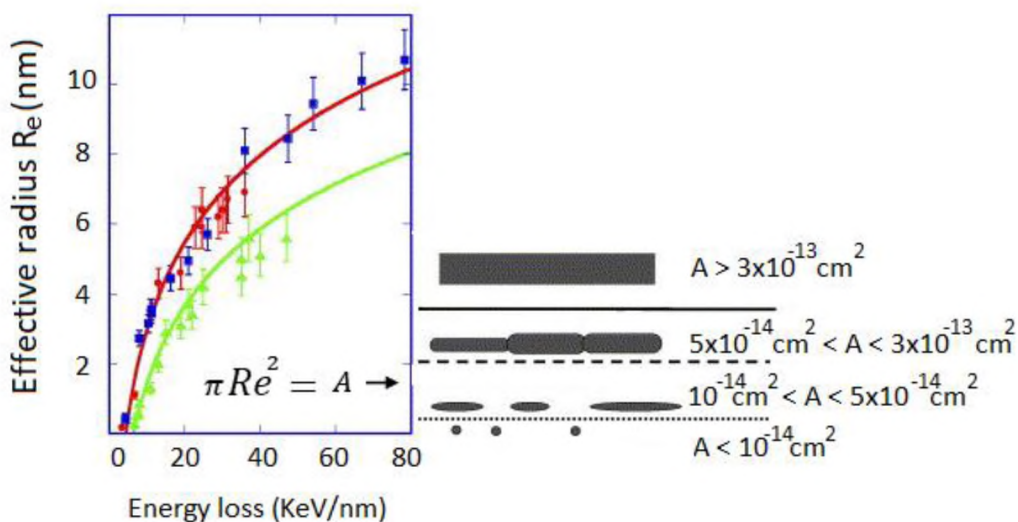 Effective radius Re (nm)
10
8
6
4
2
0
20
40
60
80
Energy loss (KeV/nm)
πRe² = A →
A > 3x10⁻¹³cm²
5x10⁻¹⁴cm² < A < 3x10⁻¹³cm²
10⁻¹⁴cm² < A < 5x10⁻¹⁴cm²
A < 10⁻¹⁴cm²